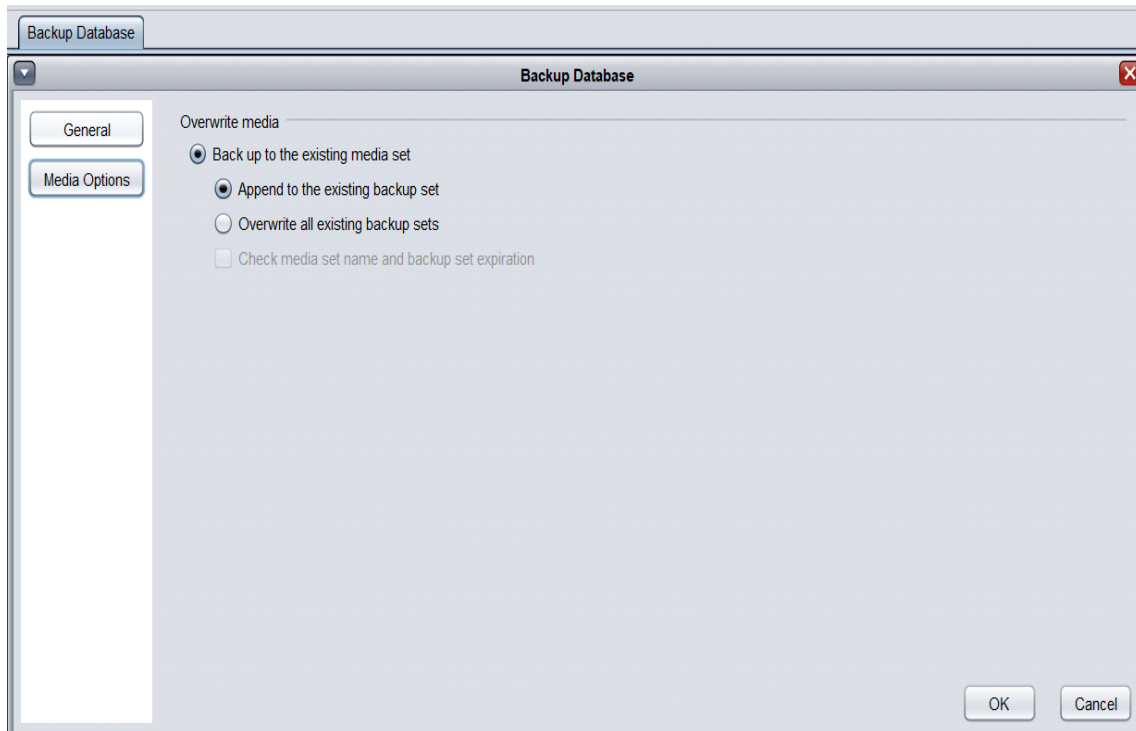 Backup Database
Backup Database
General
Media Options
Overwrite media
Back up to the existing media set
Append to the existing backup set
Overwrite all existing backup sets
Check media set name and backup set expiration
OK
Cancel